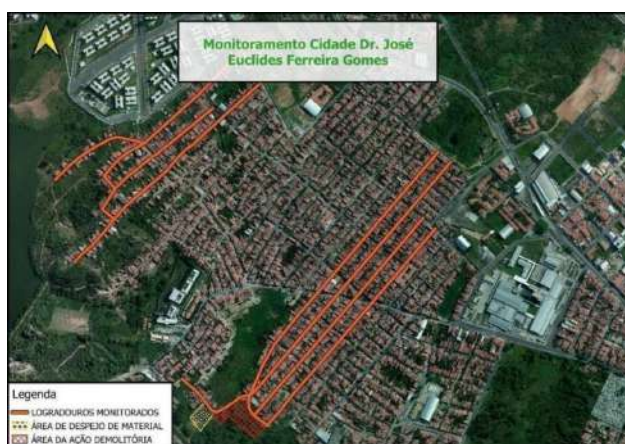 Monitoramento Cidade Dr. José
Euclides Ferreira Gomes
Legenda
LOGRADOUROS MONITORADOS
ÁREA DE DESPEJO DE MATERIAL
ÁREA DA AÇÃO DEMOLITÓRIA